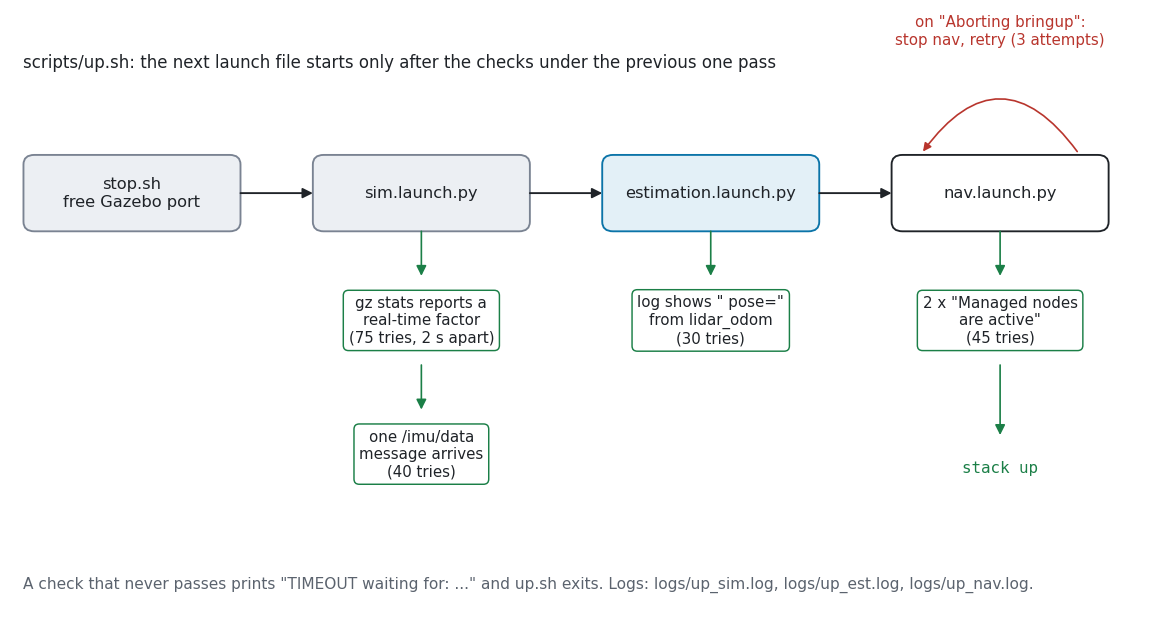 on "Aborting bringup":
stop nav, retry (3 attempts)
scripts/up.sh: the next launch file starts only after the checks under the previous one pass
stop.sh
free Gazebo port
sim.launch.py
estimation.launch.py
nav.launch.py
gz stats reports a
real-time factor
(75 tries, 2 s apart)
log shows " pose="
from lidar_odom
(30 tries)
2 x "Managed nodes
are active"
(45 tries)
one /imu/data
message arrives
(40 tries)
stack up
A check that never passes prints "TIMEOUT waiting for: ..." and up.sh exits. Logs: logs/up_sim.log, logs/up_est.log, logs/up_nav.log.